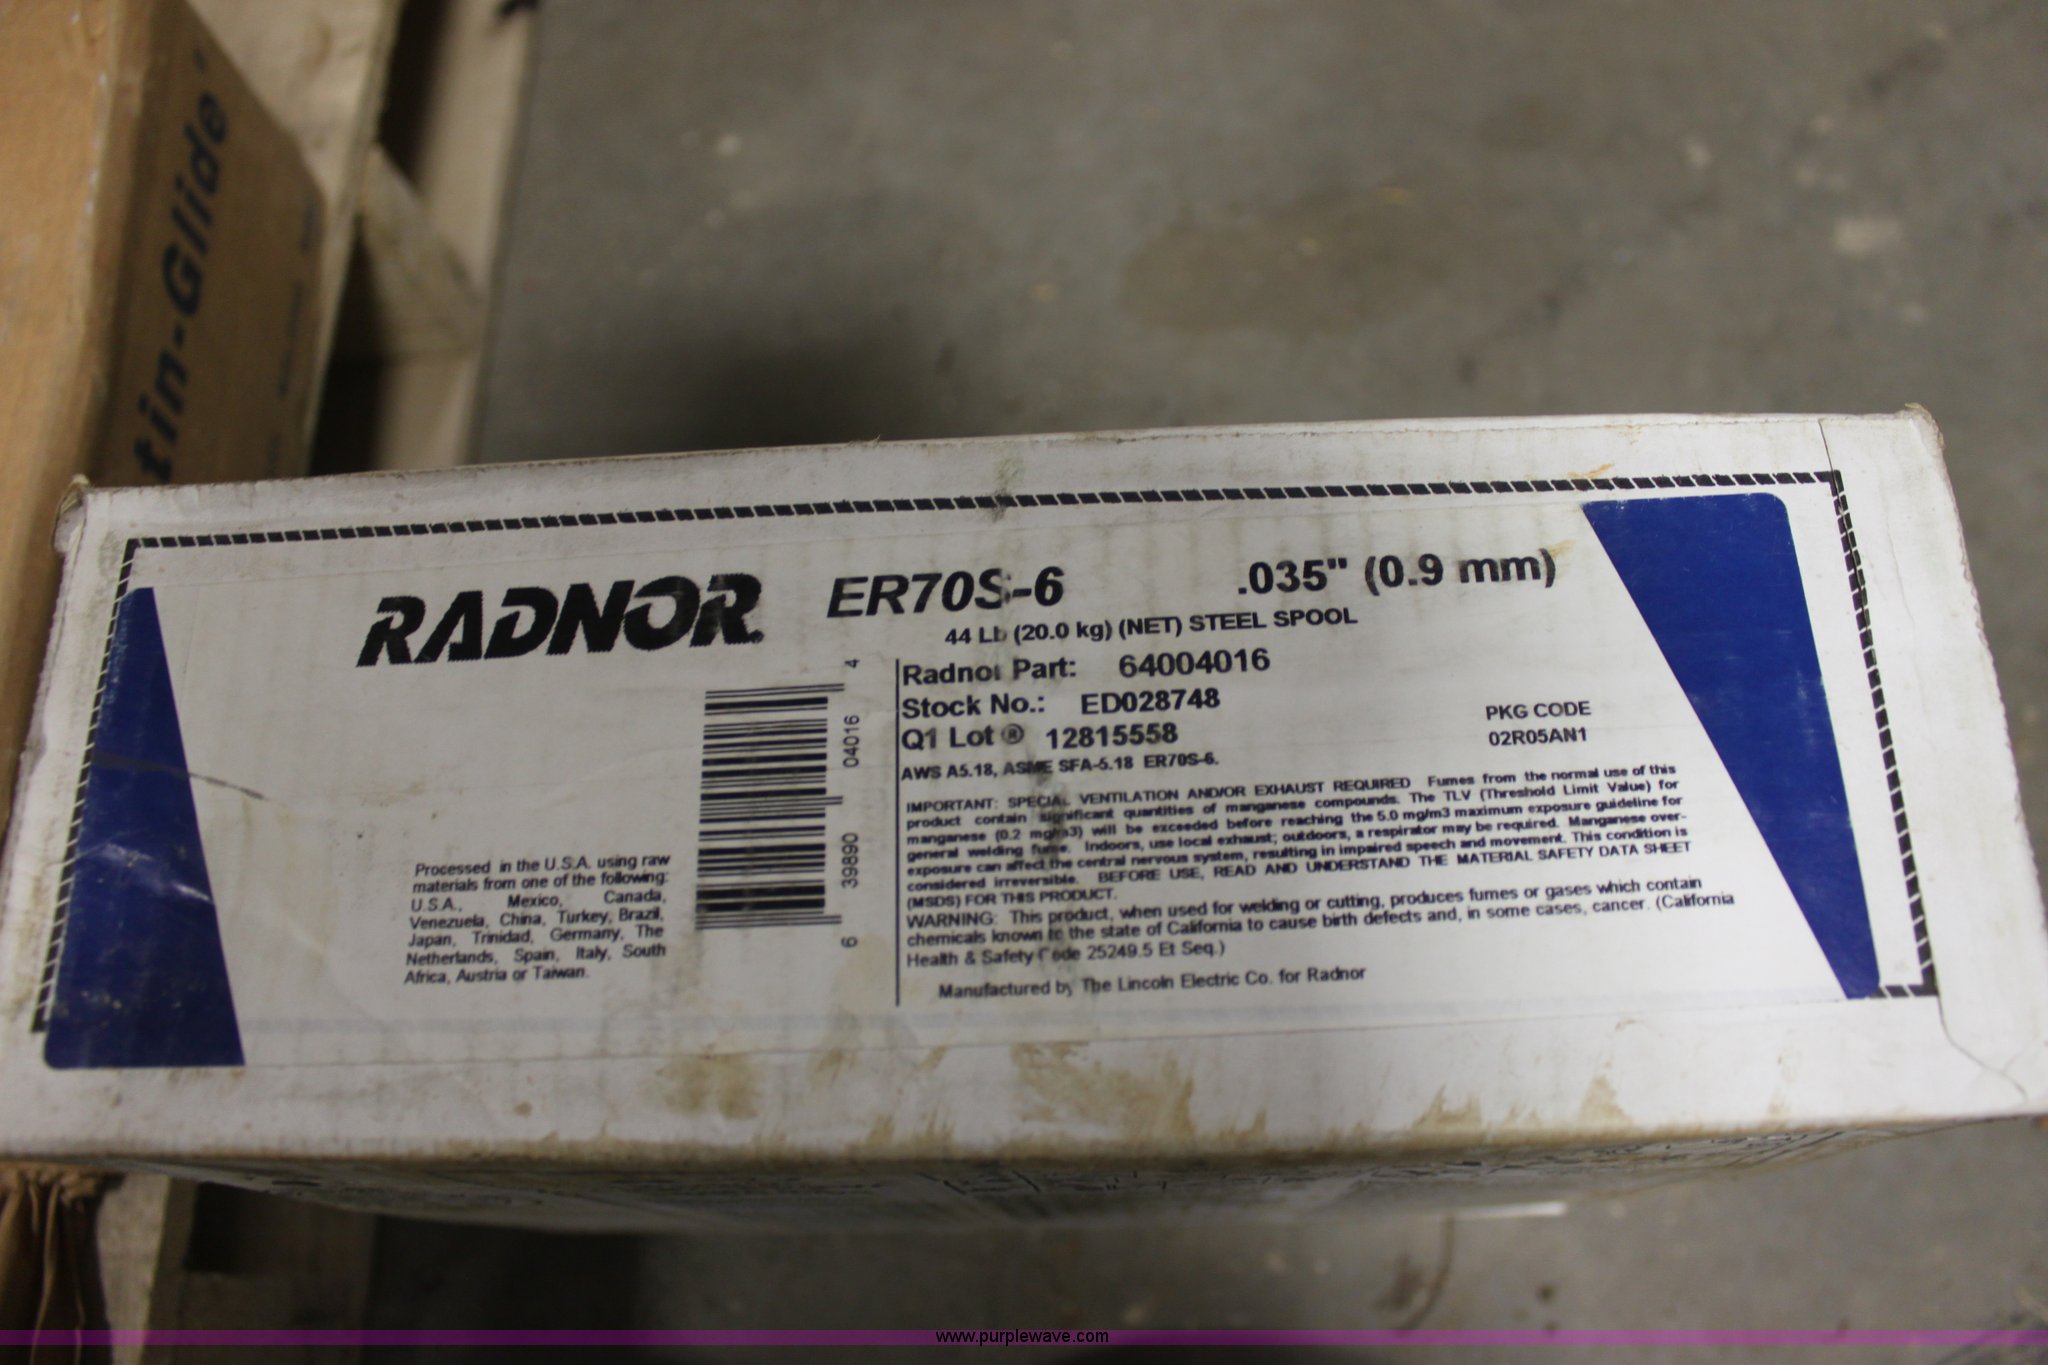 tin-Glide
RADNOR
ER70S-6 .035" (0.9 mm)
44 Lb (20.0 kg) (NET) STEEL SPOOL
Radnor Part: 64004016
Stock No.: ED028748
Q1 Lot ® 12815558
PKG CODE
02R05AN1
AWS A5.18, ASME SFA-5.18 ER70S-6.
IMPORTANT: SPECIAL VENTILATION AND/OR EXHAUST REQUIRED Fumes from the normal use of this
product contain significant quantities of manganese compounds. The TLV (Threshold Limit Value) for
manganese (0.2 mg/m3) will be exceeded before reaching the 5.0 mg/m3 maximum exposure guideline for
general welding fume. Indoors, use local exhaust; outdoors, a respirator may be required. Manganese over-
exposure can affect the central nervous system, resulting in impaired speech and movement. This condition is
considered irreversible. BEFORE USE, READ AND UNDERSTAND THE MATERIAL SAFETY DATA SHEET
(MSDS) FOR THIS PRODUCT.
WARNING: This product, when used for welding or cutting, produces fumes or gases which contain
chemicals known to the state of California to cause birth defects and, in some cases, cancer. (California
Health & Safety Code 25249.5 Et Seq.)
Manufactured by The Lincoln Electric Co. for Radnor
6 39890 04016 4
Processed in the U.S.A. using raw
materials from one of the following:
U.S.A., Mexico, Canada,
Venezuela, China, Turkey, Brazil,
Japan, Trinidad, Germany, The
Netherlands, Spain, Italy, South
Africa, Austria or Taiwan.
www.purplewave.com